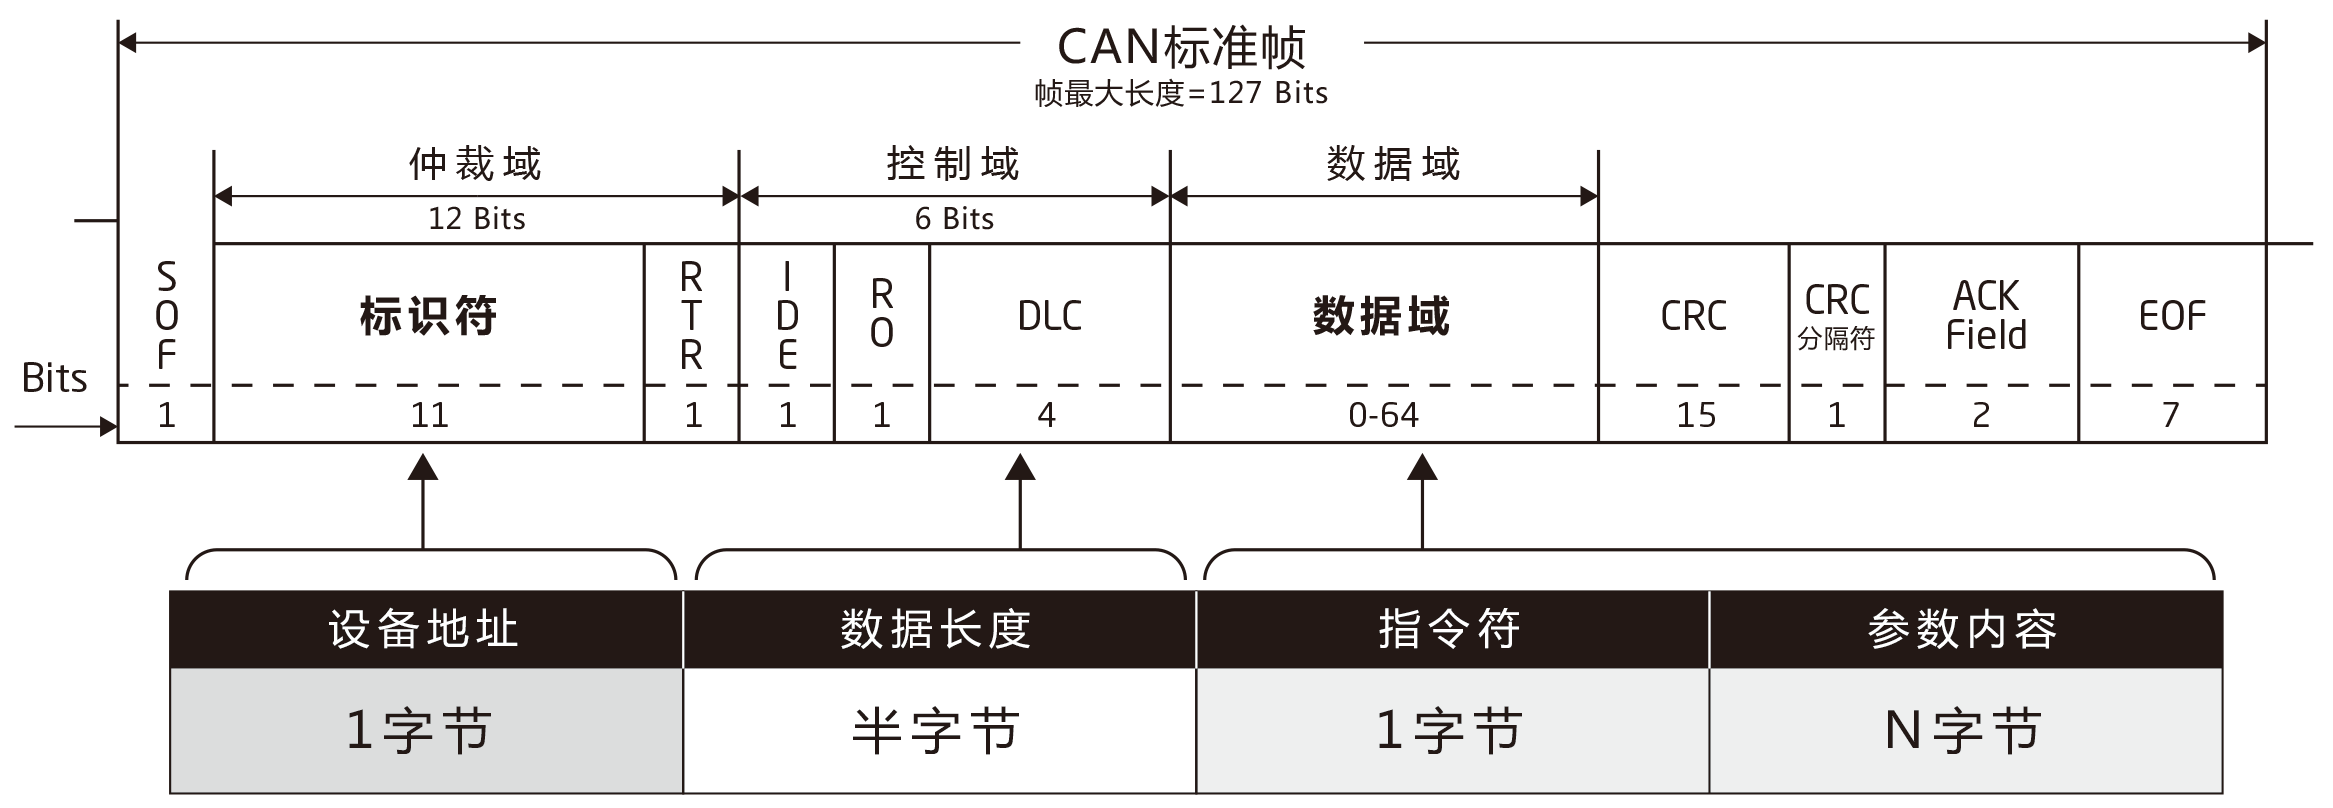 CAN标准帧
帧最大长度=127 Bits
仲裁域
控制域
数据域
12 Bits
6 Bits
SOF
标识符
RTR
IDE
RO
DLC
数据域
CRC
CRC
分隔符
ACK
Field
EOF
Bits
1
11
1
1
1
4
0-64
15
1
2
7
设备地址
数据长度
指令符
参数内容
1字节
半字节
1字节
N字节